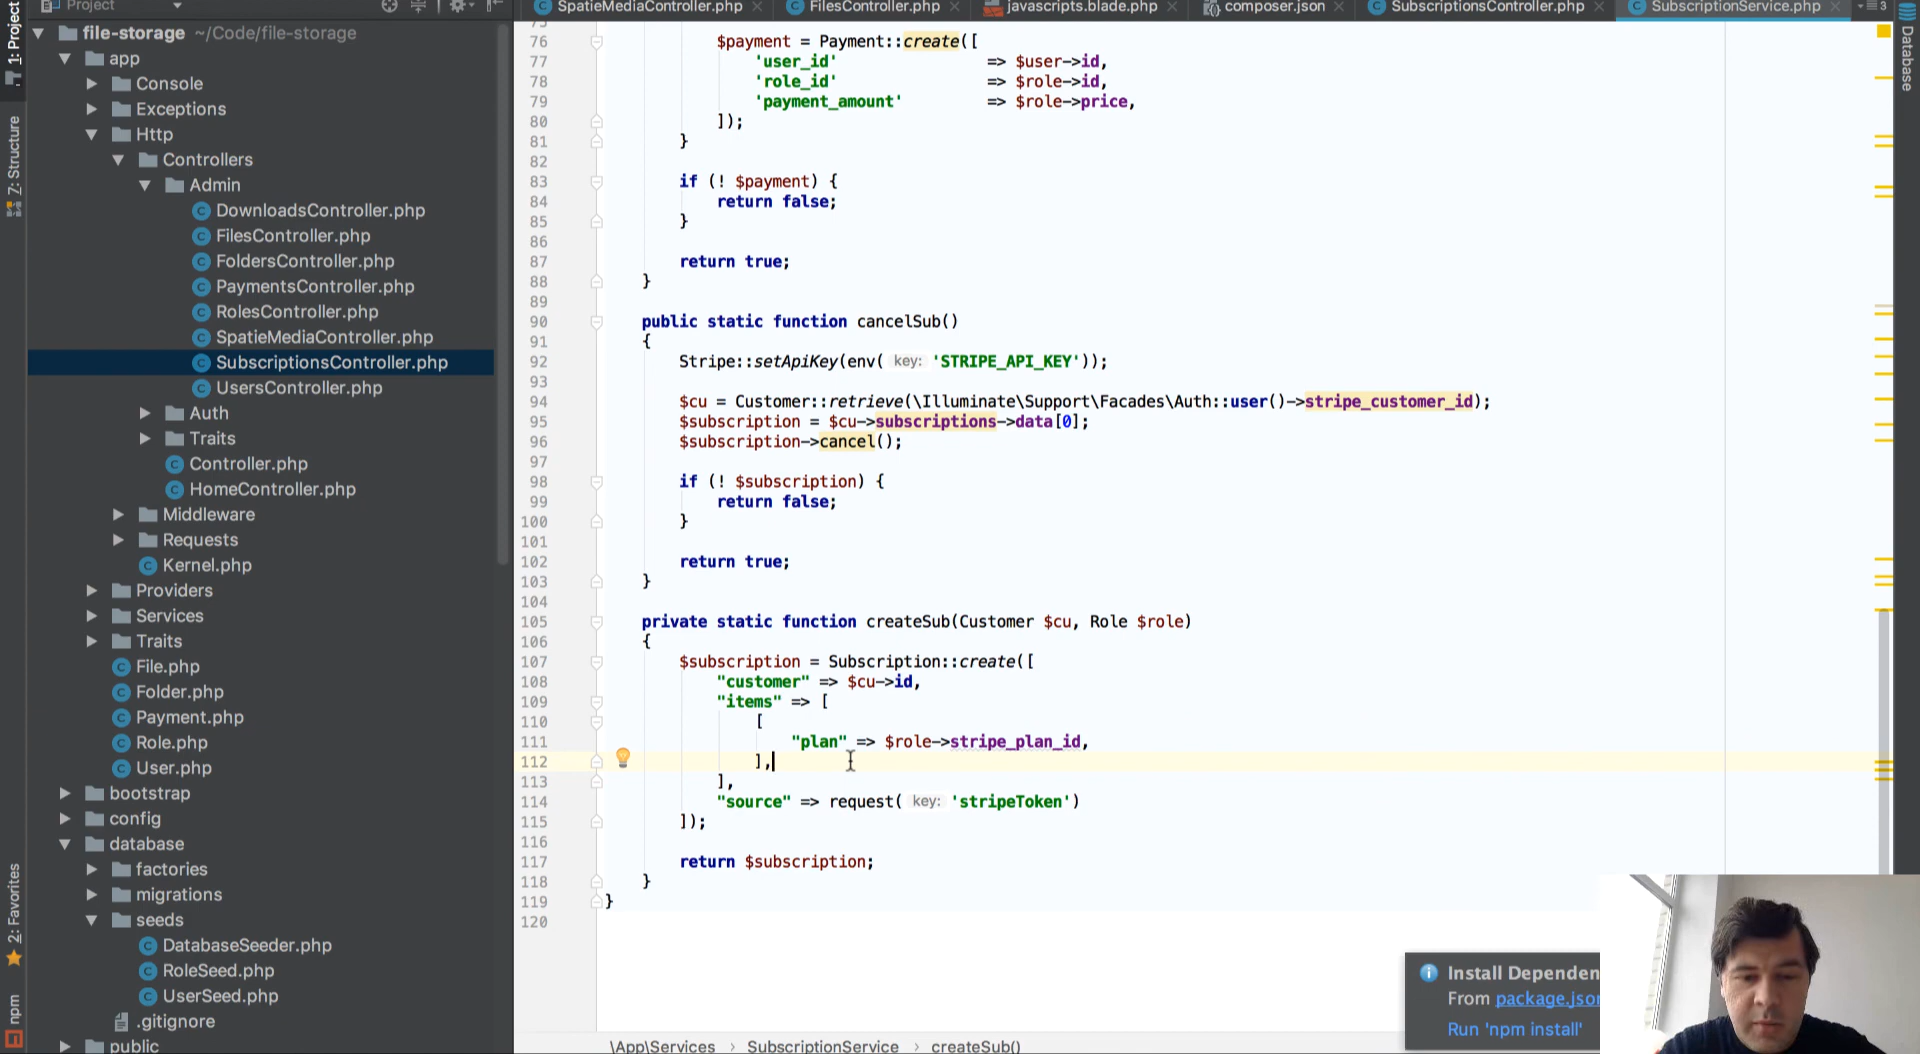 Project
SpatieMediaController.php
FilesController.php
javascripts.blade.php
composer.json
SubscriptionsController.php
SubscriptionService.php
3
1: Project
7: Structure
2: Favorites
npm
Database
file-storage ~/Code/file-storage
app
Console
Exceptions
Http
Controllers
Admin
DownloadsController.php
FilesController.php
FoldersController.php
PaymentsController.php
RolesController.php
SpatieMediaController.php
SubscriptionsController.php
UsersController.php
Auth
Traits
Controller.php
HomeController.php
Middleware
Requests
Kernel.php
Providers
Services
Traits
File.php
Folder.php
Payment.php
Role.php
User.php
bootstrap
config
database
factories
migrations
seeds
DatabaseSeeder.php
RoleSeed.php
UserSeed.php
.gitignore
public
75
76 $payment = Payment::create([
77 'user_id' => $user->id,
78 'role_id' => $role->id,
79 'payment_amount' => $role->price,
80 ]);
81 }
82
83 if (! $payment) {
84 return false;
85 }
86
87 return true;
88 }
89
90 public static function cancelSub()
91 {
92 Stripe::setApiKey(env( key: 'STRIPE_API_KEY'));
93
94 $cu = Customer::retrieve(\Illuminate\Support\Facades\Auth::user()->stripe_customer_id);
95 $subscription = $cu->subscriptions->data[0];
96 $subscription->cancel();
97
98 if (! $subscription) {
99 return false;
100 }
101
102 return true;
103 }
104
105 private static function createSub(Customer $cu, Role $role)
106 {
107 $subscription = Subscription::create([
108 "customer" => $cu->id,
109 "items" => [
110 [
111 "plan" => $role->stripe_plan_id,
112 ],
113 ],
114 "source" => request( key: 'stripeToken')
115 ]);
116
117 return $subscription;
118 }
119 }
120
\App\Services › SubscriptionService › createSub()
Install Dependen
From package.jso
Run 'npm install'